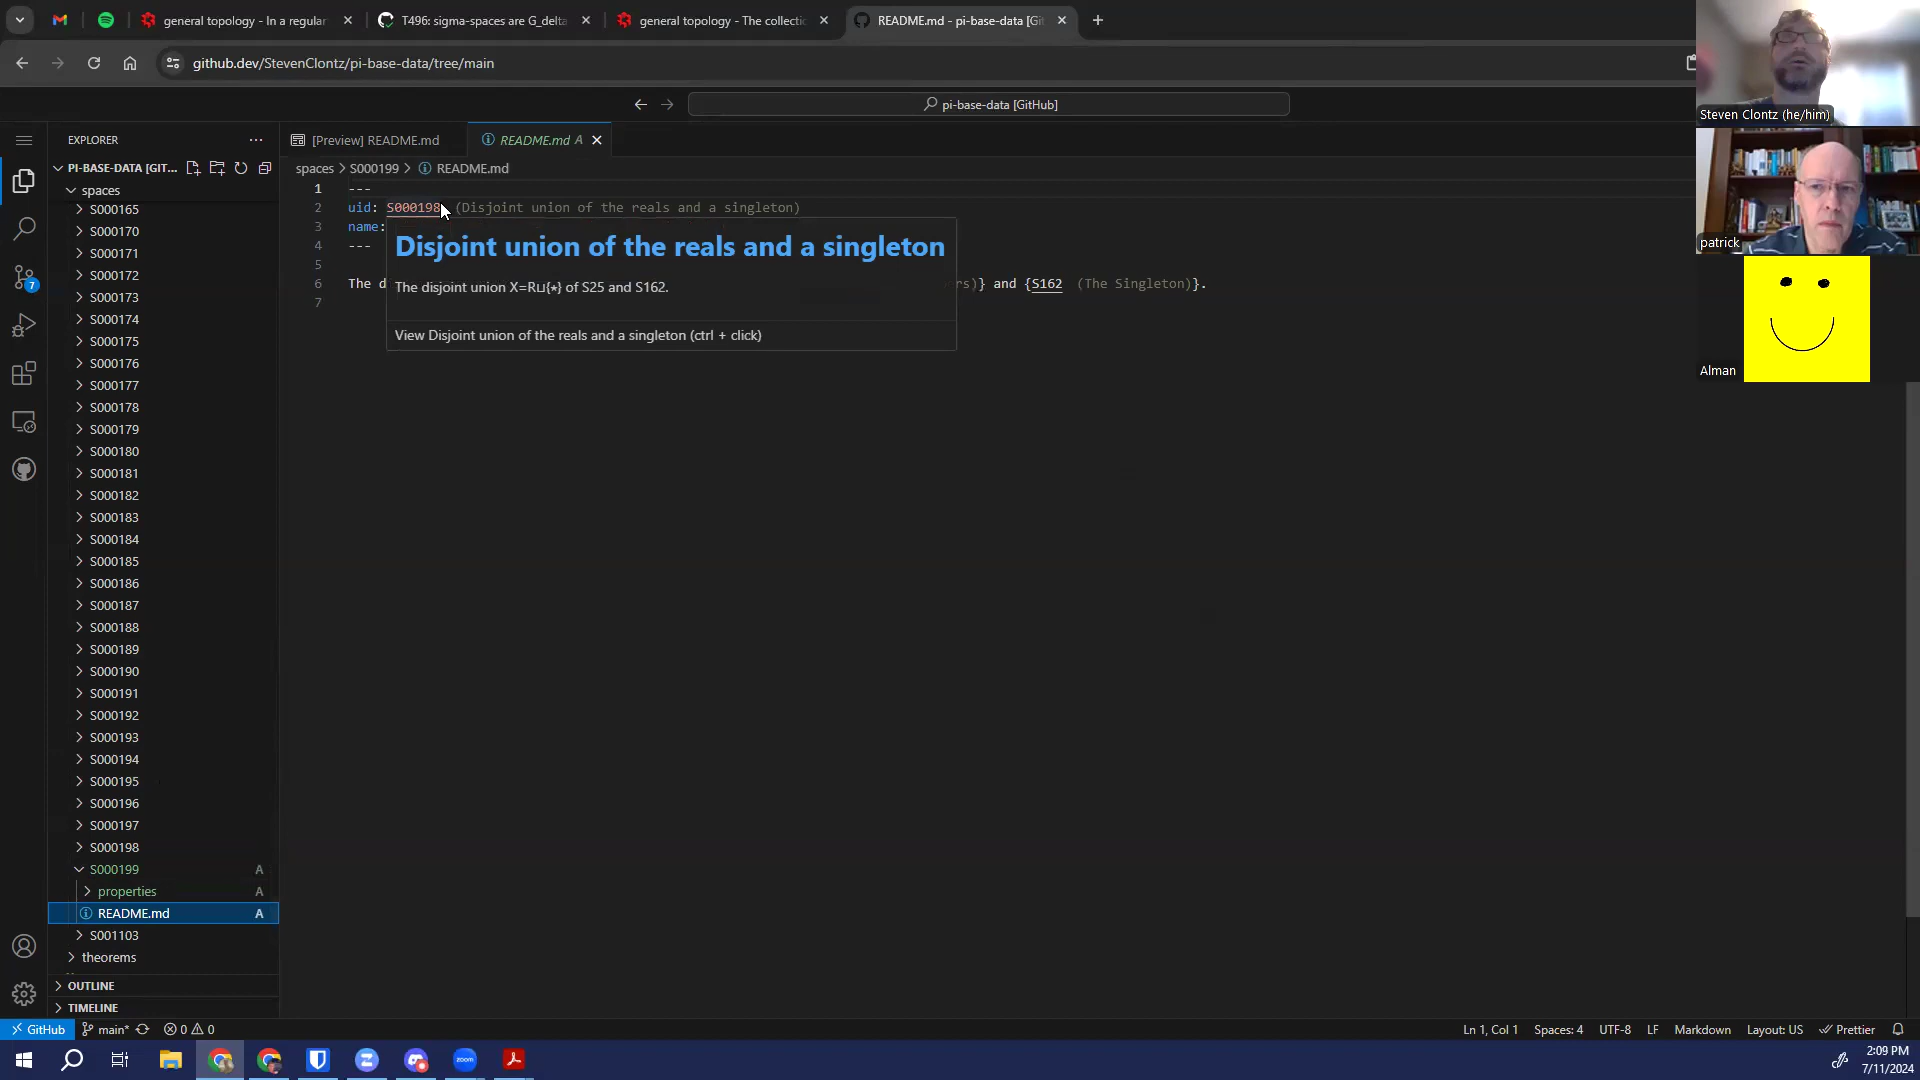 general topology - In a regular
T496: sigma-spaces are G_delta
general topology - The collectio
README.md - pi-base-data [Git
github.dev/StevenClontz/pi-base-data/tree/main
Steven Clontz (he/him)
pi-base-data [GitHub]
EXPLORER
[Preview] README.md
README.md A
PI-BASE-DATA [GIT...
spaces > S000199 > README.md
spaces
S000165
S000170
S000171
S000172
S000173
S000174
S000175
S000176
S000177
S000178
S000179
S000180
S000181
S000182
S000183
S000184
S000185
S000186
S000187
S000188
S000189
S000190
S000191
S000192
S000193
S000194
S000195
S000196
S000197
S000198
S000199 A
properties A
README.md A
S001103
theorems
OUTLINE
TIMELINE
7
1 ---
2 uid: S000198 (Disjoint union of the reals and a singleton)
3 name:
4 ---
5
6 The d rs)} and {S162 (The Singleton)}.
7
Disjoint union of the reals and a singleton
The disjoint union X=R⊔{⋆} of S25 and S162.
View Disjoint union of the reals and a singleton (ctrl + click)
patrick
Alman
GitHub main* 0 0
Ln 1, Col 1 Spaces: 4 UTF-8 LF Markdown Layout: US Prettier
zoom
2:09 PM
7/11/2024